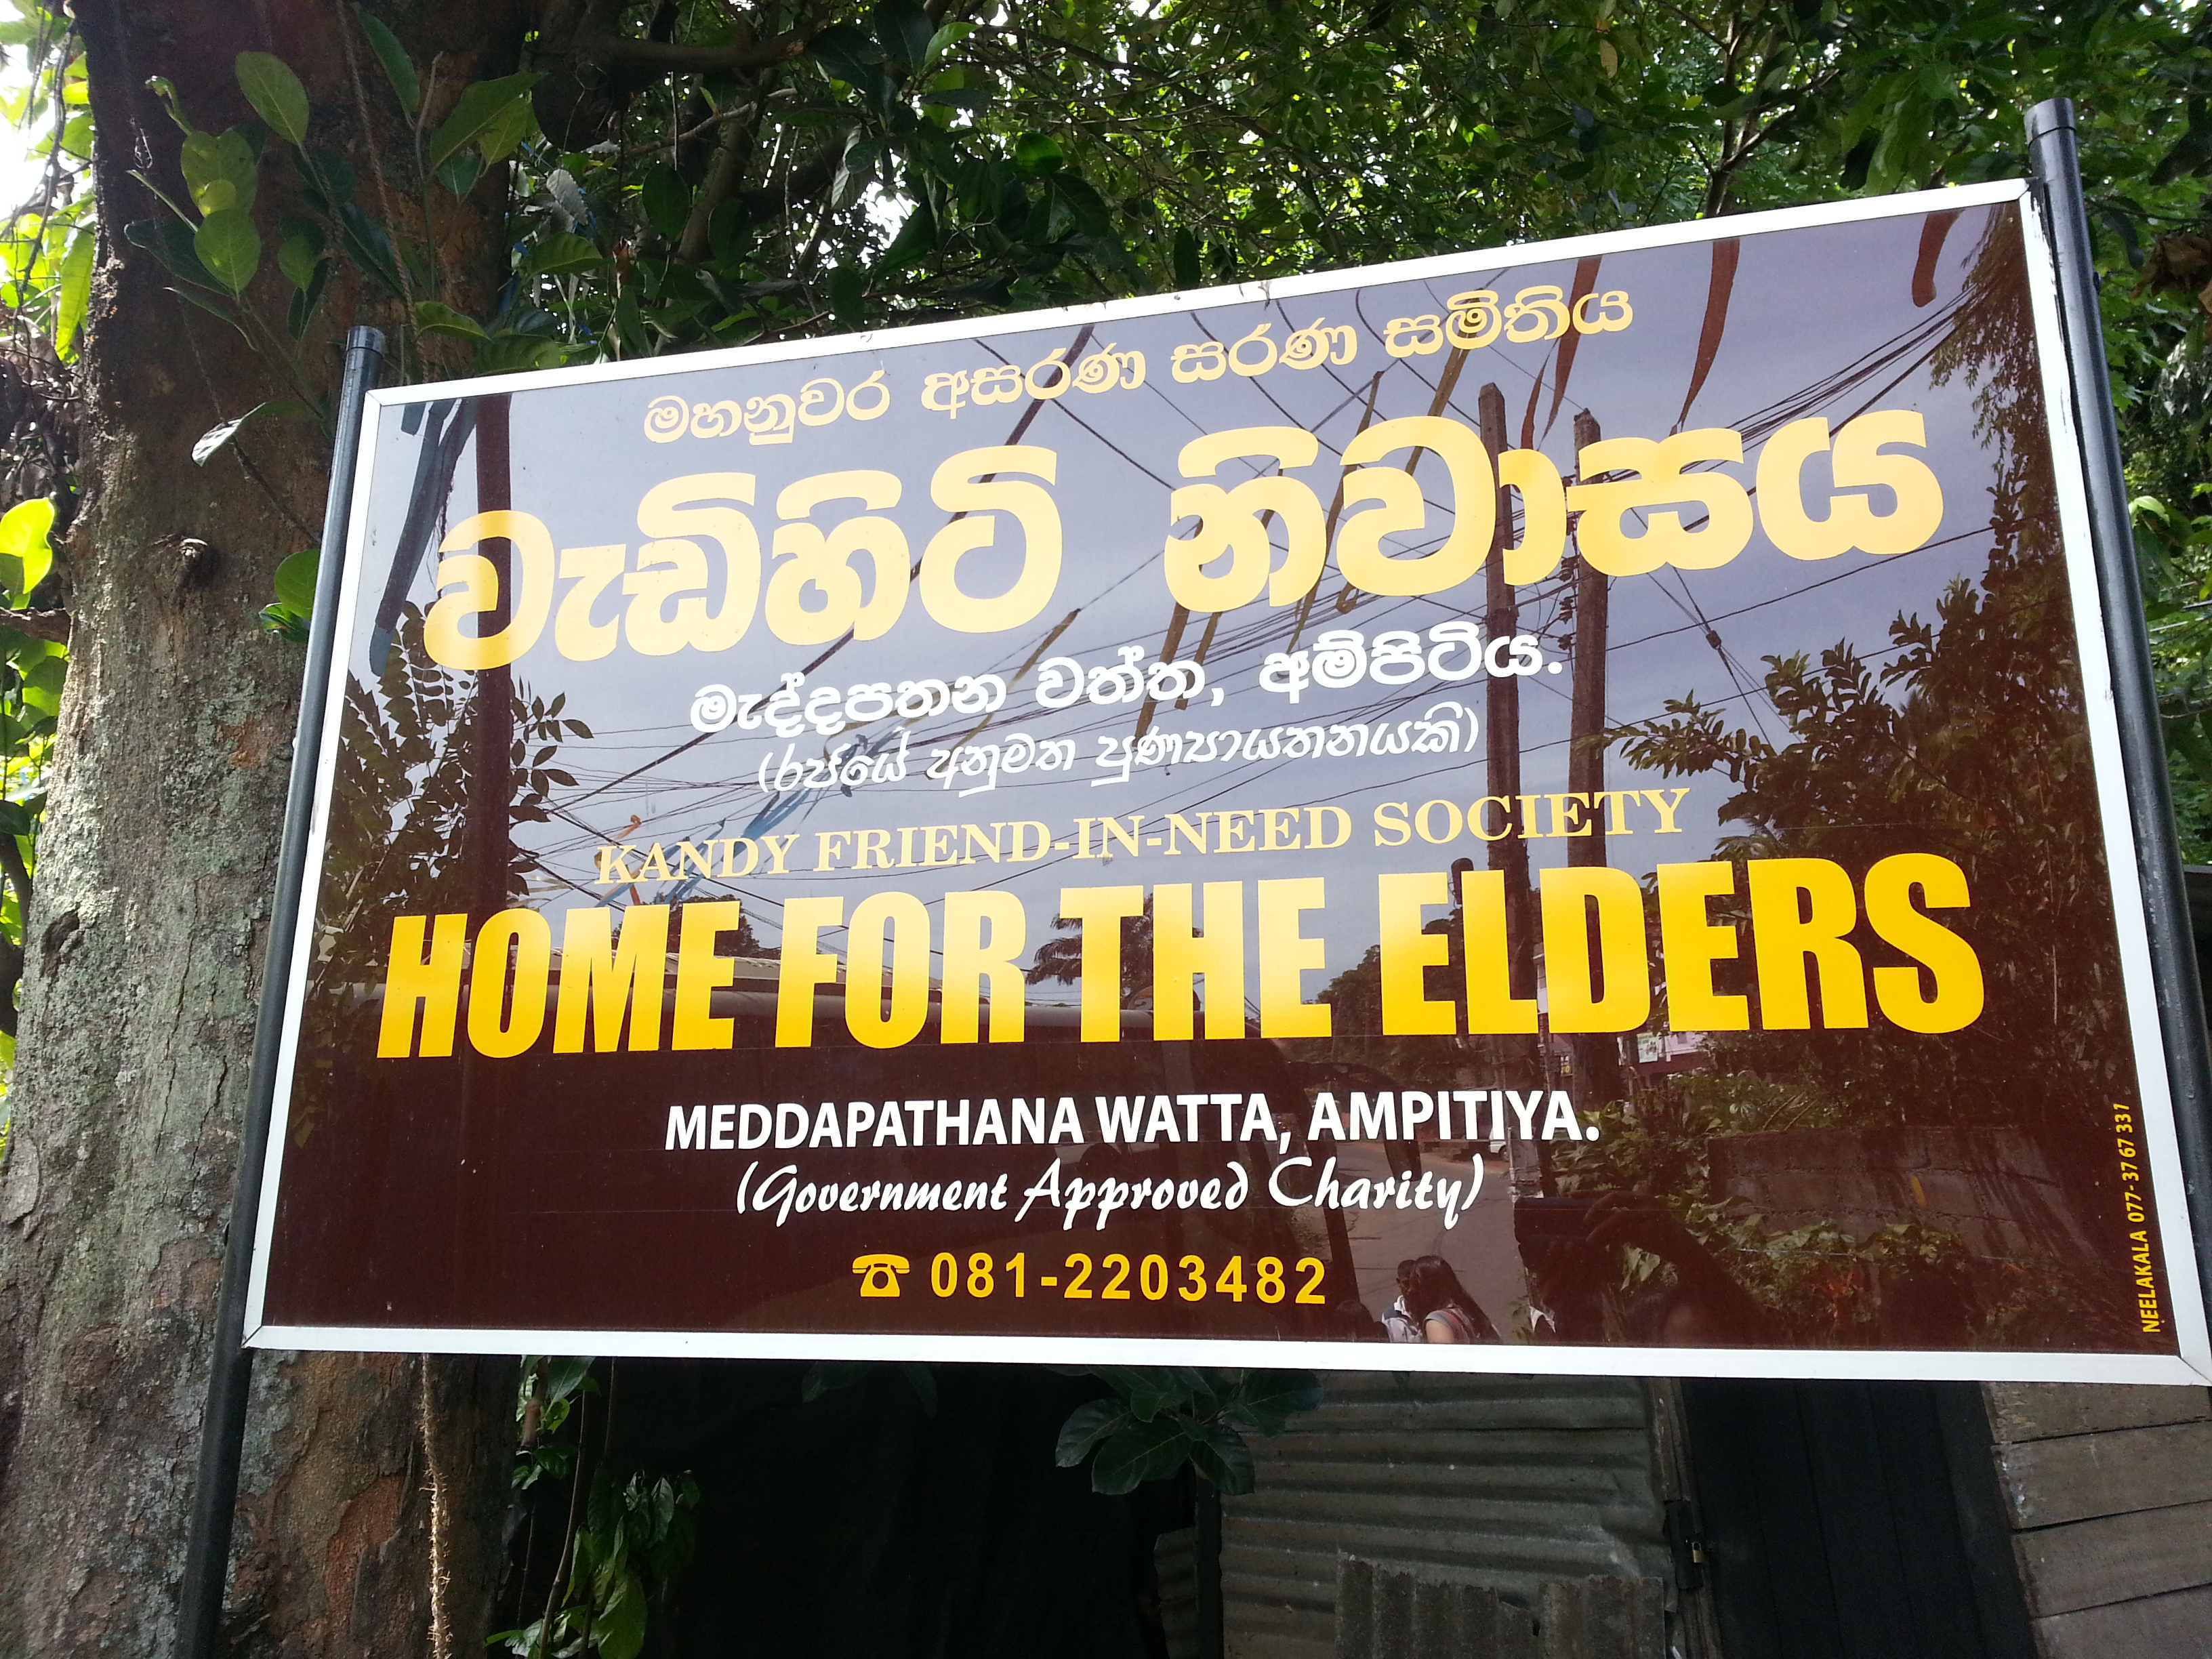 මහනුවර අසරණ සරණ සමිතිය
වැඩිහිටි නිවාසය
මැද්දපතන වත්ත, අම්පිටිය.
(රජයේ අනුමත පුණ්‍යායතනයකි)
KANDY FRIEND-IN-NEED SOCIETY
HOME FOR THE ELDERS
MEDDAPATHANA WATTA, AMPITIYA.
(Government Approved Charity)
☎ 081-2203482
NEELAKALA 077- 37 67 337